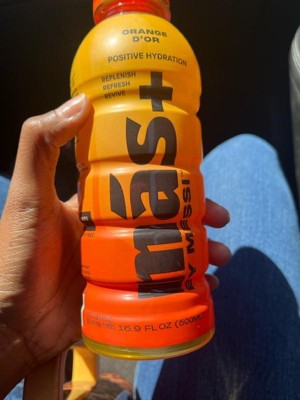 ORANGE
D'OR
POSITIVE HYDRATION
REPLENISH
REFRESH
REVIVE
más+
BY MESSI
16.9 FL OZ (500mL)